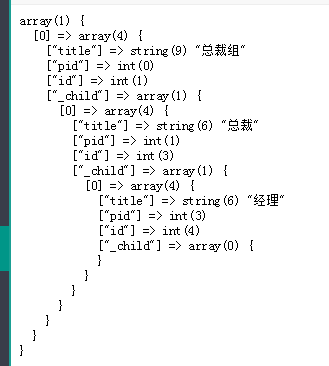 array(1) {
  [0] => array(4) {
    ["title"] => string(9) "总裁组"
    ["pid"] => int(0)
    ["id"] => int(1)
    ["_child"] => array(1) {
      [0] => array(4) {
        ["title"] => string(6) "总裁"
        ["pid"] => int(1)
        ["id"] => int(3)
        ["_child"] => array(1) {
          [0] => array(4) {
            ["title"] => string(6) "经理"
            ["pid"] => int(3)
            ["id"] => int(4)
            ["_child"] => array(0) {
            }
          }
        }
      }
    }
  }
}